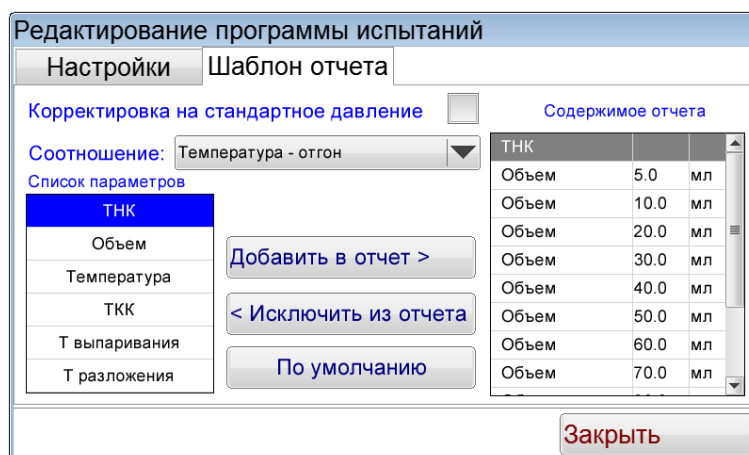 Редактирование программы испытаний
Настройки
Шаблон отчета
Корректировка на стандартное давление
Соотношение: Температура - отгон
Список параметров
ТНК
Объем
Температура
ТКК
Т выпаривания
Т разложения
Добавить в отчет >
< Исключить из отчета
По умолчанию
Содержимое отчета
ТНК
Объем 5.0 мл
Объем 10.0 мл
Объем 20.0 мл
Объем 30.0 мл
Объем 40.0 мл
Объем 50.0 мл
Объем 60.0 мл
Объем 70.0 мл
Закрыть